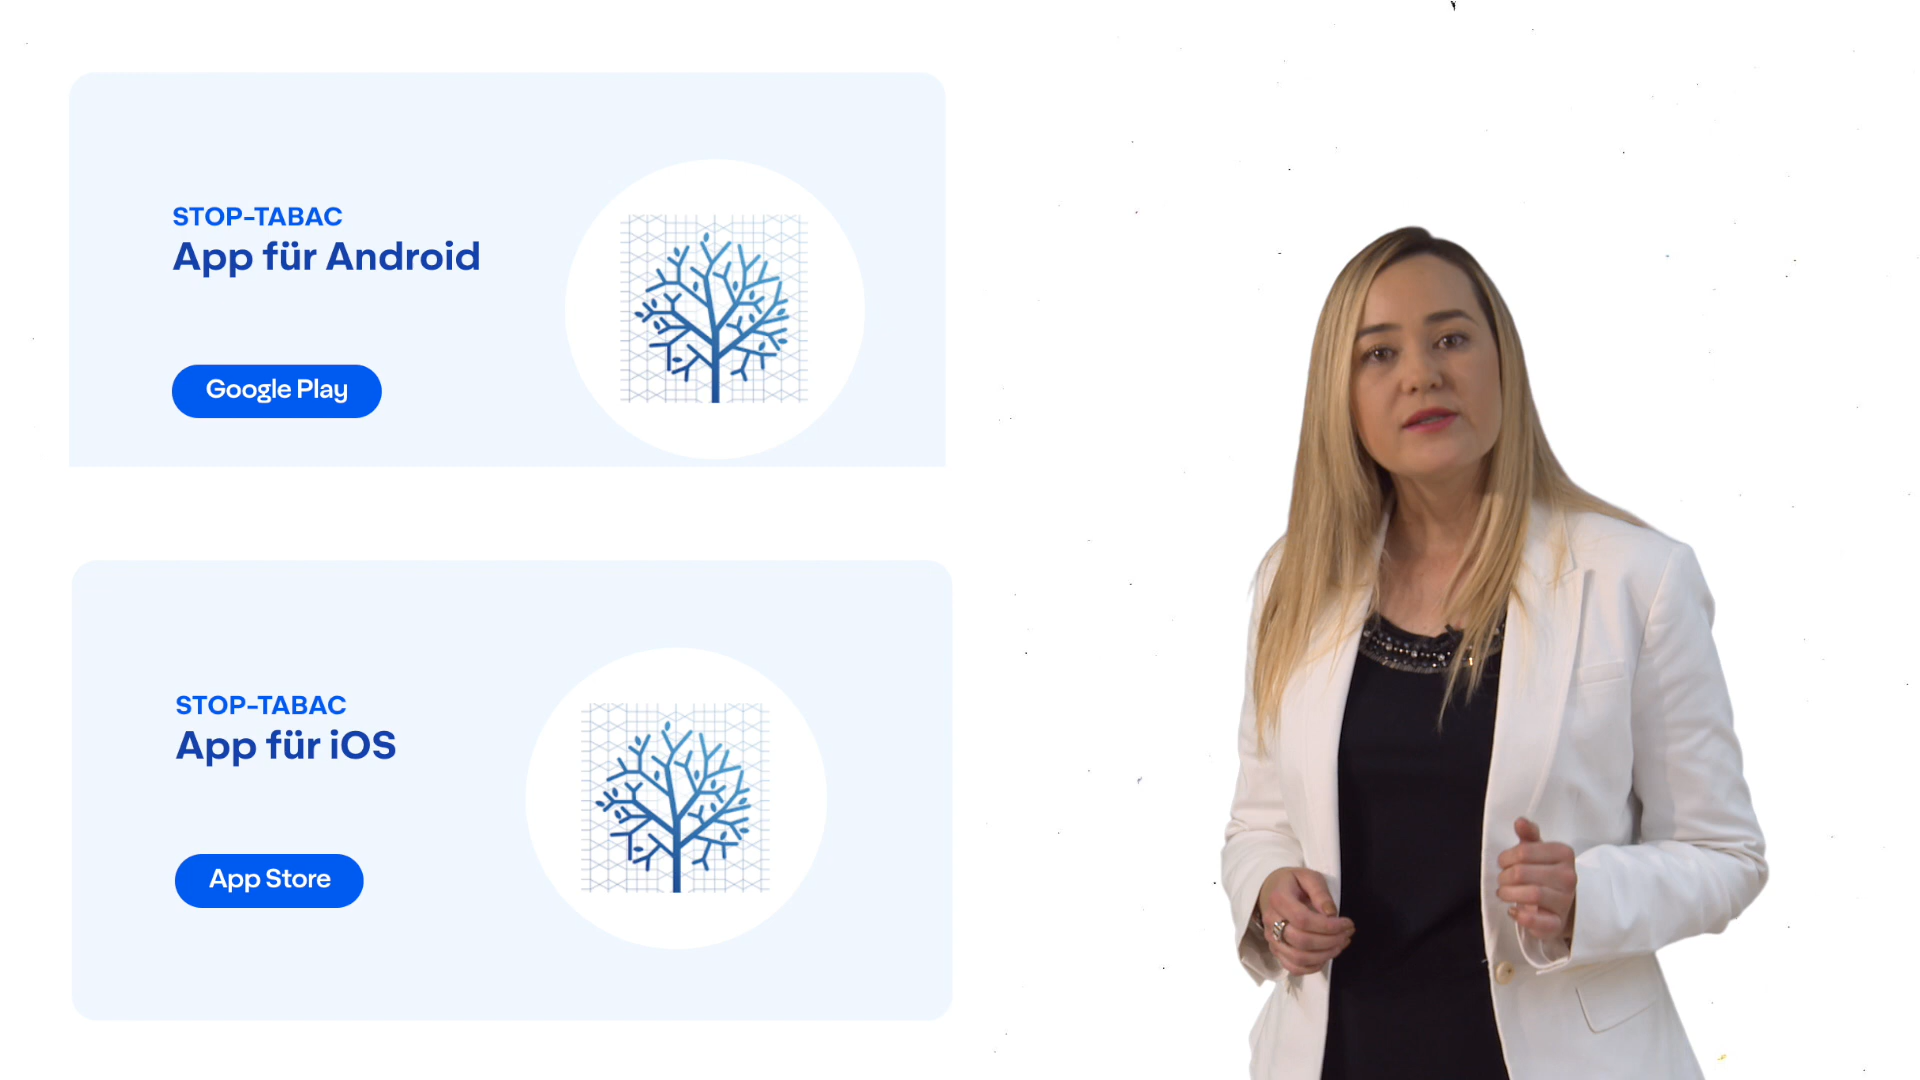 STOP-TABAC
App für Android
Google Play
STOP-TABAC
App für iOS
App Store